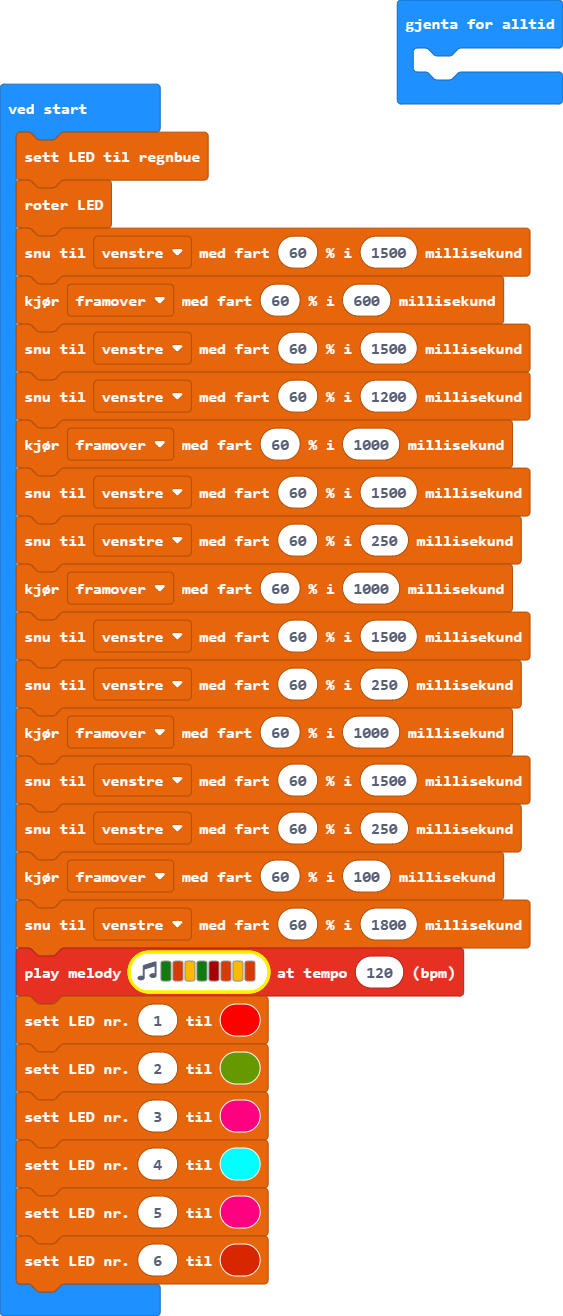 gjenta for alltid
ved start
sett LED til regnbue
roter LED
snu til venstre med fart 60 % i 1500 millisekund
kjør framover med fart 60 % i 600 millisekund
snu til venstre med fart 60 % i 1500 millisekund
snu til venstre med fart 60 % i 1200 millisekund
kjør framover med fart 60 % i 1000 millisekund
snu til venstre med fart 60 % i 1500 millisekund
snu til venstre med fart 60 % i 250 millisekund
kjør framover med fart 60 % i 1000 millisekund
snu til venstre med fart 60 % i 1500 millisekund
snu til venstre med fart 60 % i 250 millisekund
kjør framover med fart 60 % i 1000 millisekund
snu til venstre med fart 60 % i 1500 millisekund
snu til venstre med fart 60 % i 250 millisekund
kjør framover med fart 60 % i 100 millisekund
snu til venstre med fart 60 % i 1800 millisekund
play melody at tempo 120 (bpm)
sett LED nr. 1 til
sett LED nr. 2 til
sett LED nr. 3 til
sett LED nr. 4 til
sett LED nr. 5 til
sett LED nr. 6 til